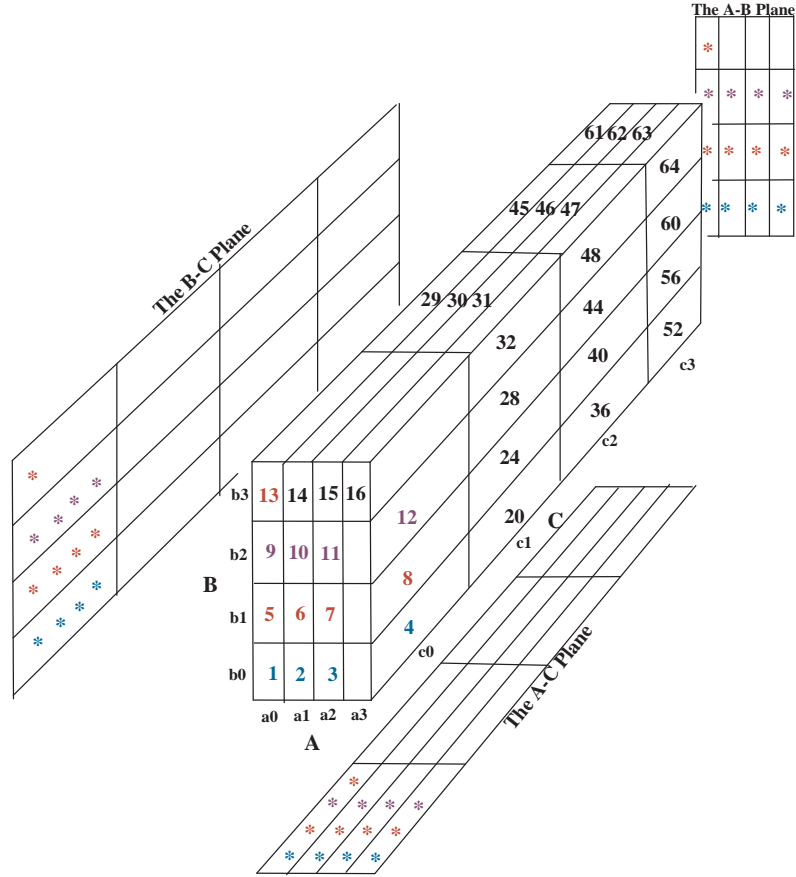 The A-B Plane
*
* * * *
* * * *
* * * *
61 62 63
64
45 46 47
60
48
56
29 30 31
44
52
32
40
c3
28
36
c2
24
20
C
c1
The B-C Plane
*
* * * *
* * * *
* * * *
b3 13 14 15 16
12
b2 9 10 11
B
8
b1 5 6 7
4
c0
b0 1 2 3
a0 a1 a2 a3
A
The A-C Plane
*
* * * *
* * * *
* * * *